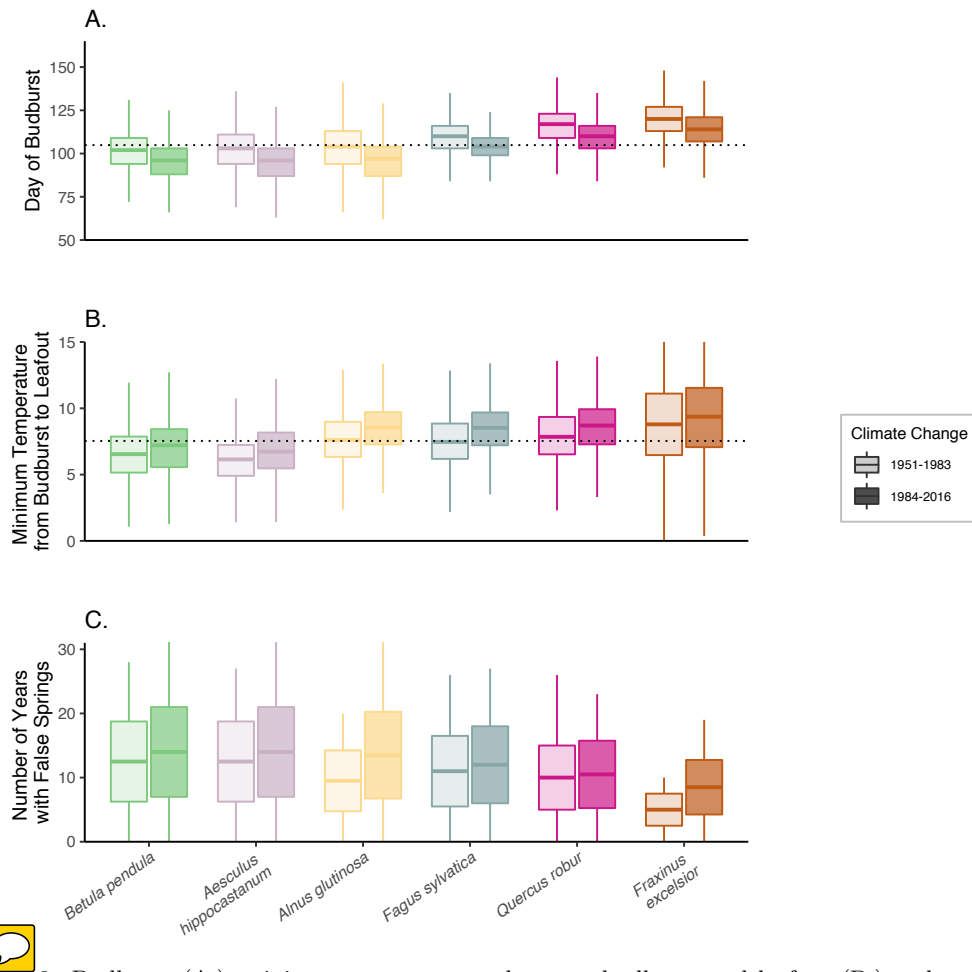 A.
Day of Budburst
150
125
100
75
50
B.
Minimum Temperature
from Budburst to Leafout
15
10
5
0
Climate Change
1951-1983
1984-2016
C.
Number of Years
with False Springs
30
20
10
0
Betula pendula
Aesculus
hippocastanum
Alnus glutinosa
Fagus sylvatica
Quercus robur
Fraxinus
excelsior